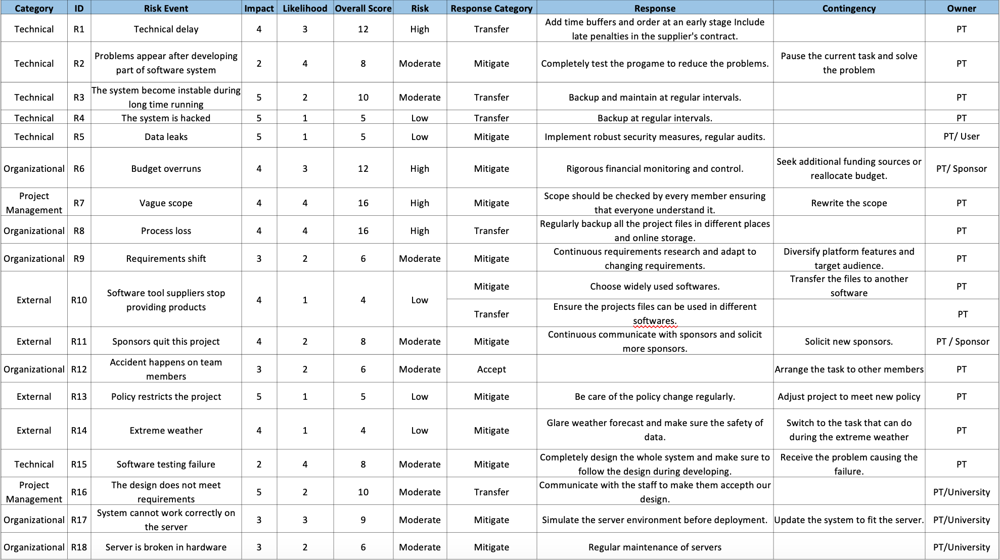 Category ID Risk Event Impact Likelihood Overall Score Risk Response Category Response Contingency Owner
Technical R1 Technical delay 4 3 12 High Transfer Add time buffers and order at an early stage Include
late penalties in the supplier's contract. PT
Technical R2 Problems appear after developing
part of software system 2 4 8 Moderate Mitigate Completely test the progame to reduce the problems. Pause the current task and solve
the problem PT
Technical R3 The system become instable during
long time running 5 2 10 Moderate Transfer Backup and maintain at regular intervals. PT
Technical R4 The system is hacked 5 1 5 Low Transfer Backup at regular intervals. PT
Technical R5 Data leaks 5 1 5 Low Mitigate Implement robust security measures, regular audits. PT/ User
Organizational R6 Budget overruns 4 3 12 High Mitigate Rigorous financial monitoring and control. Seek additional funding sources or
reallocate budget. PT/ Sponsor
Project
Management R7 Vague scope 4 4 16 High Mitigate Scope should be checked by every member ensuring
that everyone understand it. Rewrite the scope PT
Organizational R8 Process loss 4 4 16 High Transfer Regularly backup all the project files in different places
and online storage. PT
Organizational R9 Requirements shift 3 2 6 Moderate Mitigate Continuous requirements research and adapt to
changing requirements. Diversify platform features and
target audience. PT
External R10 Software tool suppliers stop
providing products 4 1 4 Low Mitigate Choose widely used softwares. Transfer the files to another
software PT
Transfer Ensure the projects files can be used in different
softwares. PT
External R11 Sponsors quit this project 4 2 8 Moderate Mitigate Continuous communicate with sponsors and solicit
more sponsors. Solicit new sponsors. PT / Sponsor
Organizational R12 Accident happens on team
members 3 2 6 Moderate Accept Arrange the task to other members PT
External R13 Policy restricts the project 5 1 5 Low Mitigate Be care of the policy change regularly. Adjust project to meet new policy PT
External R14 Extreme weather 4 1 4 Low Mitigate Glare weather forecast and make sure the safety of
data. Switch to the task that can do
during the extreme weather PT
Technical R15 Software testing failure 2 4 8 Moderate Mitigate Completely design the whole system and make sure to
follow the design during developing. Receive the problem causing the
failure. PT
Project
Management R16 The design does not meet
requirements 5 2 10 Moderate Transfer Communicate with the staff to make them accepth our
design. PT/University
Organizational R17 System cannot work correctly on
the server 3 3 9 Moderate Mitigate Simulate the server environment before deployment. Update the system to fit the server. PT/University
Organizational R18 Server is broken in hardware 3 2 6 Moderate Mitigate Regular maintenance of servers PT/University